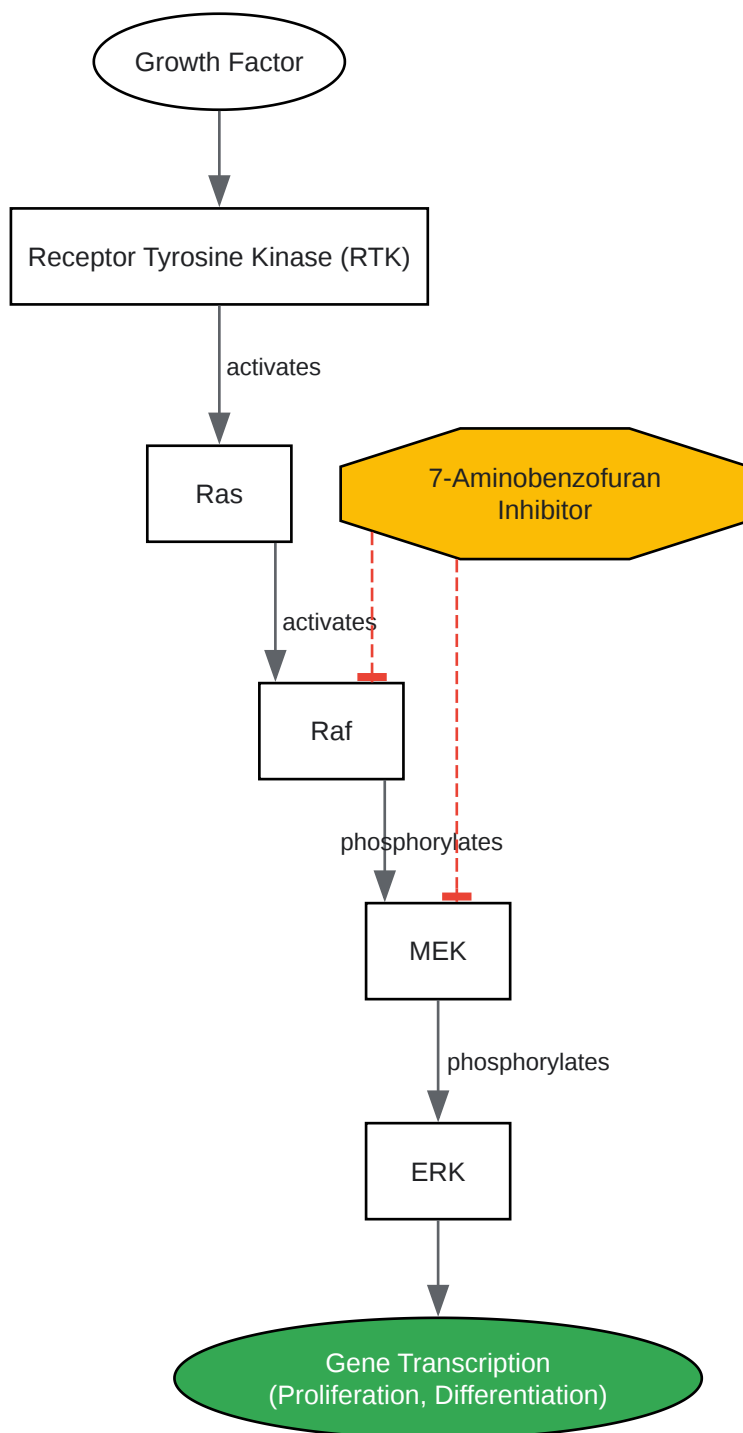 Growth Factor
Receptor Tyrosine Kinase (RTK)
activates
Ras
7-Aminobenzofuran
Inhibitor
activates
Raf
phosphorylates
MEK
phosphorylates
ERK
Gene Transcription
(Proliferation, Differentiation)